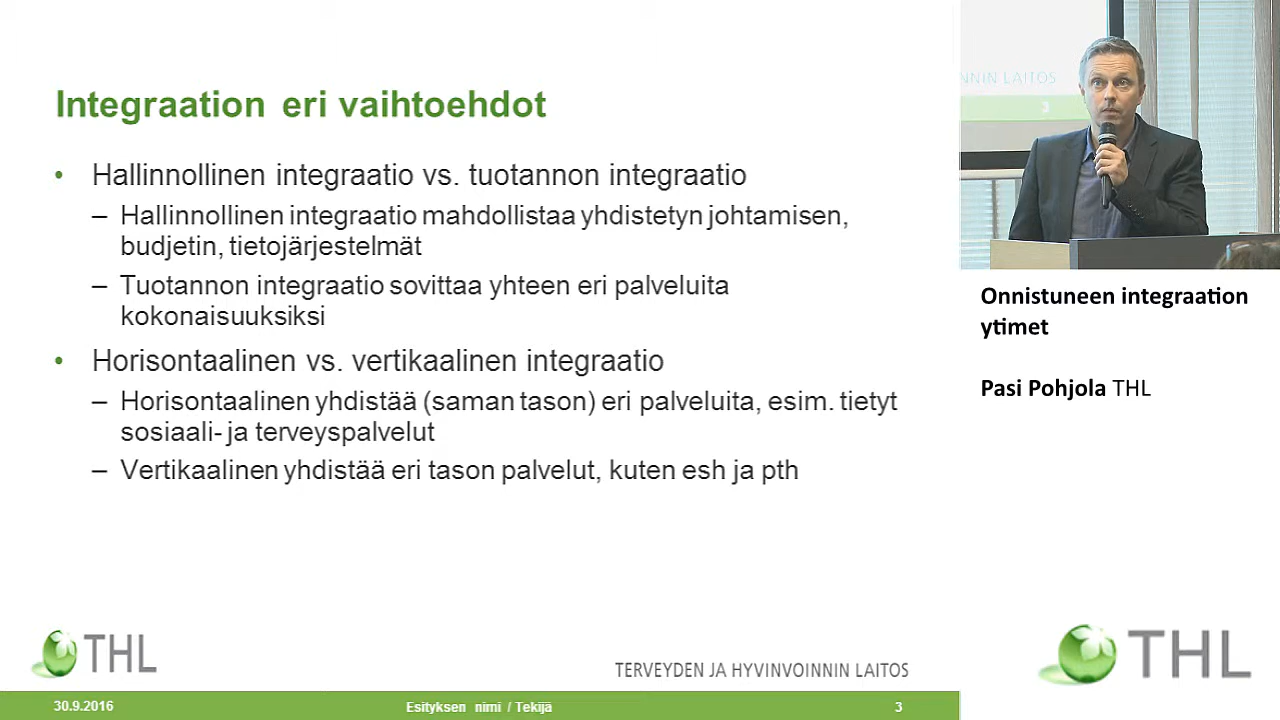 Integraation eri vaihtoehdot
• Hallinnollinen integraatio vs. tuotannon integraatio
– Hallinnollinen integraatio mahdollistaa yhdistetyn johtamisen,
budjetin, tietojärjestelmät
– Tuotannon integraatio sovittaa yhteen eri palveluita
kokonaisuuksiksi
• Horisontaalinen vs. vertikaalinen integraatio
– Horisontaalinen yhdistää (saman tason) eri palveluita, esim. tietyt
sosiaali- ja terveyspalvelut
– Vertikaalinen yhdistää eri tason palvelut, kuten esh ja pth
THL
TERVEYDEN JA HYVINVOINNIN LAITOS
30.9.2016
Esityksen nimi / Tekijä
3
NNIN LAITOS
3
Onnistuneen integraation
ytimet
Pasi Pohjola THL
THL